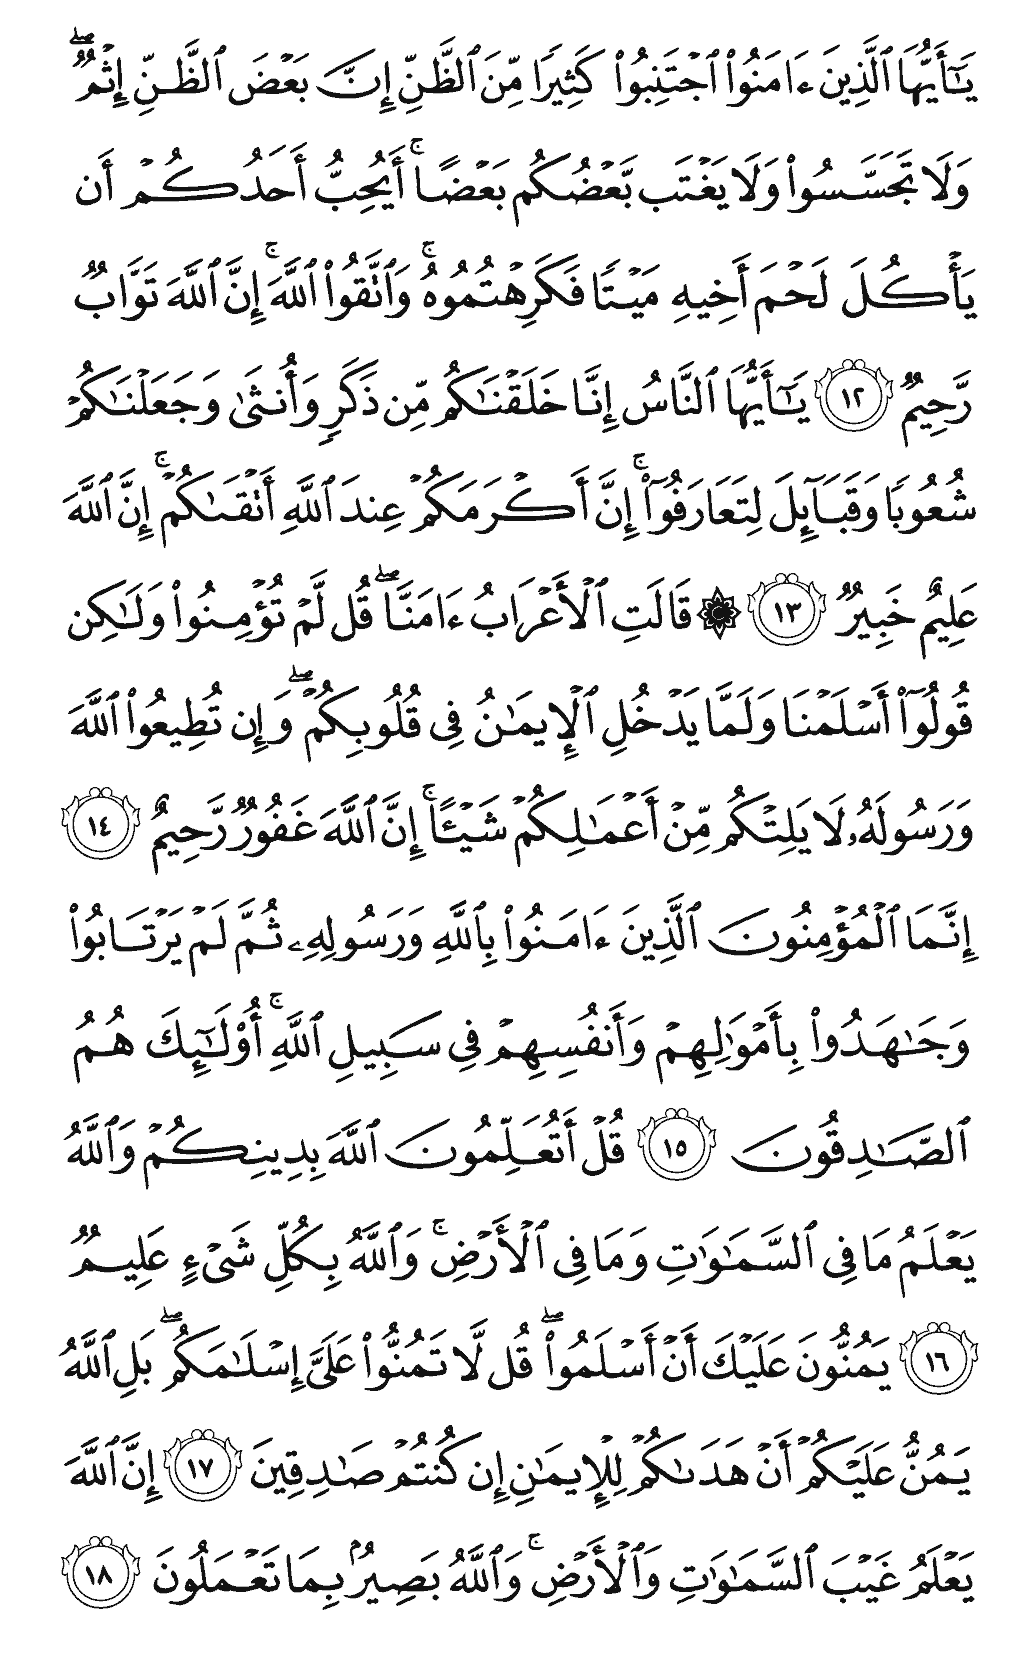 يَـٰٓأَيُّهَا ٱلَّذِينَ ءَامَنُوا۟ ٱجْتَنِبُوا۟ كَثِيرًا مِّنَ ٱلظَّنِّ إِنَّ بَعْضَ ٱلظَّنِّ إِثْمٌ ۖ
وَلَا تَجَسَّسُوا۟ وَلَا يَغْتَب بَّعْضُكُم بَعْضًا ۚ أَيُحِبُّ أَحَدُكُمْ أَن
يَأْكُلَ لَحْمَ أَخِيهِ مَيْتًا فَكَرِهْتُمُوهُ ۚ وَٱتَّقُوا۟ ٱللَّهَ ۚ إِنَّ ٱللَّهَ تَوَّابٌ
رَّحِيمٌ ١٢ يَـٰٓأَيُّهَا ٱلنَّاسُ إِنَّا خَلَقْنَـٰكُم مِّن ذَكَرٍ وَأُنثَىٰ وَجَعَلْنَـٰكُمْ
شُعُوبًا وَقَبَآئِلَ لِتَعَارَفُوٓا۟ ۚ إِنَّ أَكْرَمَكُمْ عِندَ ٱللَّهِ أَتْقَىٰكُمْ ۚ إِنَّ ٱللَّهَ
عَلِيمٌ خَبِيرٌ ١٣ ۞ قَالَتِ ٱلْأَعْرَابُ ءَامَنَّا ۖ قُل لَّمْ تُؤْمِنُوا۟ وَلَـٰكِن
قُولُوٓا۟ أَسْلَمْنَا وَلَمَّا يَدْخُلِ ٱلْإِيمَـٰنُ فِى قُلُوبِكُمْ ۖ وَإِن تُطِيعُوا۟ ٱللَّهَ
وَرَسُولَهُۥ لَا يَلِتْكُم مِّنْ أَعْمَـٰلِكُمْ شَيْـًٔا ۚ إِنَّ ٱللَّهَ غَفُورٌ رَّحِيمٌ ١٤
إِنَّمَا ٱلْمُؤْمِنُونَ ٱلَّذِينَ ءَامَنُوا۟ بِٱللَّهِ وَرَسُولِهِۦ ثُمَّ لَمْ يَرْتَابُوا۟
وَجَـٰهَدُوا۟ بِأَمْوَٰلِهِمْ وَأَنفُسِهِمْ فِى سَبِيلِ ٱللَّهِ ۚ أُو۟لَـٰٓئِكَ هُمُ
ٱلصَّـٰدِقُونَ ١٥ قُلْ أَتُعَلِّمُونَ ٱللَّهَ بِدِينِكُمْ وَٱللَّهُ
يَعْلَمُ مَا فِى ٱلسَّمَـٰوَٰتِ وَمَا فِى ٱلْأَرْضِ ۚ وَٱللَّهُ بِكُلِّ شَىْءٍ عَلِيمٌ
١٦ يَمُنُّونَ عَلَيْكَ أَنْ أَسْلَمُوا۟ ۖ قُل لَّا تَمُنُّوا۟ عَلَىَّ إِسْلَـٰمَكُم ۖ بَلِ ٱللَّهُ
يَمُنُّ عَلَيْكُمْ أَنْ هَدَىٰكُمْ لِلْإِيمَـٰنِ إِن كُنتُمْ صَـٰدِقِينَ ١٧ إِنَّ ٱللَّهَ
يَعْلَمُ غَيْبَ ٱلسَّمَـٰوَٰتِ وَٱلْأَرْضِ ۚ وَٱللَّهُ بَصِيرٌۢ بِمَا تَعْمَلُونَ ١٨